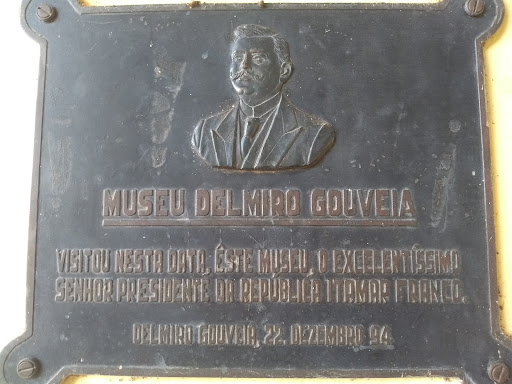 MUSEU DELMIRO GOUVEIA
VISITOU NESTA DATA, ÊSTE MUSEU, O EXCELENTÍSSIMO
SENHOR PRESIDENTE DA REPÚBLICA ITAMAR FRANCO.
DELMIRO GOUVEIA, 22. DEZEMBRO 94